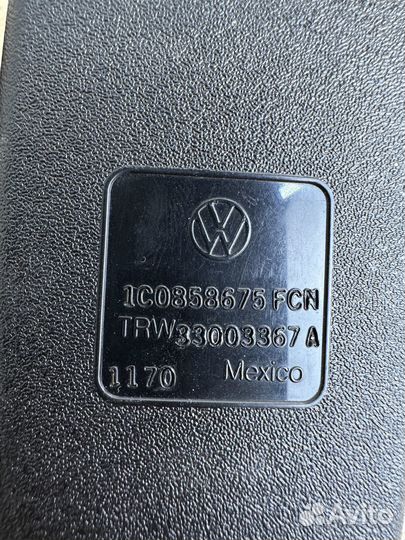 1C0858675 FCN
TRW 33003367 A
1170 Mexico
Avito